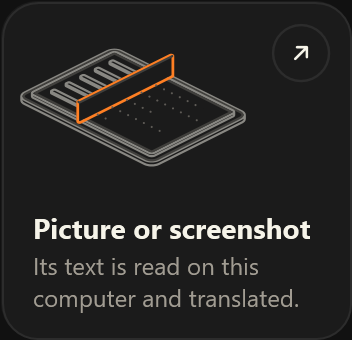 Picture or screenshot
Its text is read on this
computer and translated.